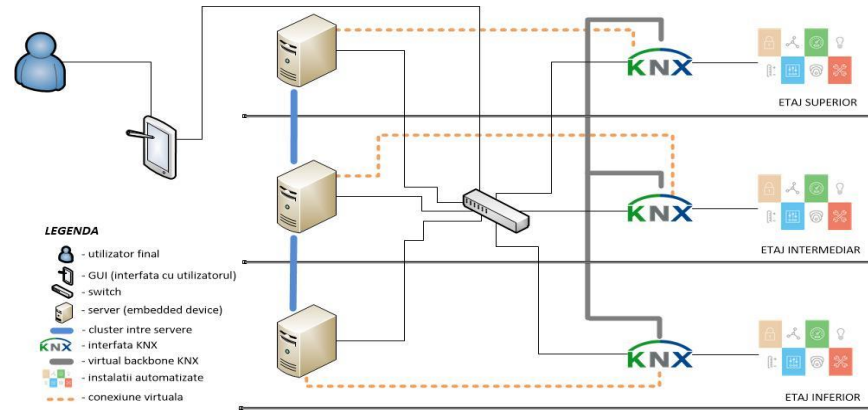 KNX
ETAJ SUPERIOR
KNX
ETAJ INTERMEDIAR
KNX
ETAJ INFERIOR
LEGENDA
- utilizator final
- GUI (interfata cu utilizatorul)
- switch
- server (embedded device)
- cluster intre servere
KNX - interfata KNX
- virtual backbone KNX
- instalatii automatizate
- conexiune virtuala